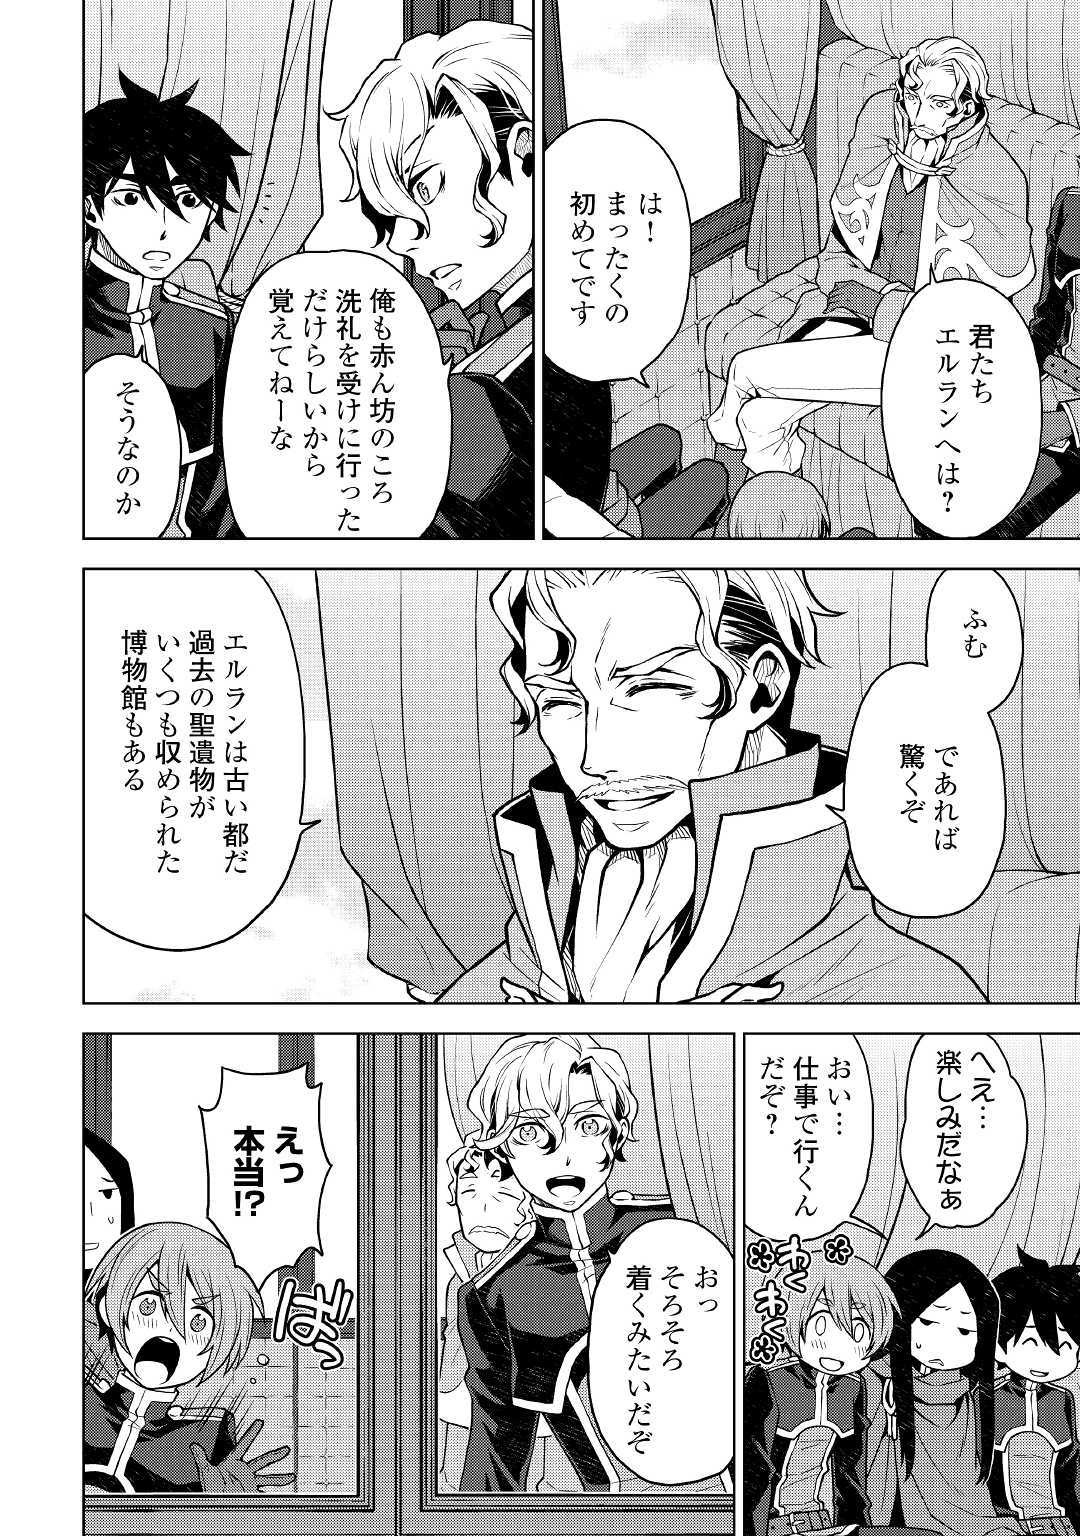 君たち
エルランへは?
は!
まったくの
初めてです
俺も赤ん坊のころ
洗礼を受けに行った
だけらしいから
覚えてねーな
そうなのか
ふむ
であれば
驚くぞ
エルランは古い都だ
過去の聖遺物が
いくつも収められた
博物館もある
へえ…
楽しみだなぁ
おい…
仕事で行くん
だぞ?
わく
わく
おっ
そろそろ
着くみたいだぞ
えっ
本当!?
ばっ